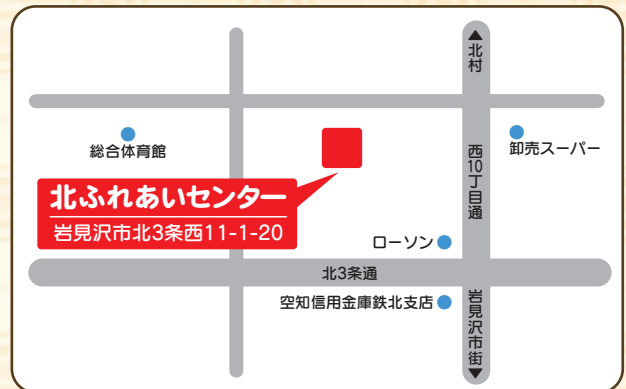 ▲北村
総合体育館
卸売スーパー
西10丁目通
北ふれあいセンター
岩見沢市北3条西11-1-20
ローソン
北3条通
空知信用金庫鉄北支店
岩見沢市街▼